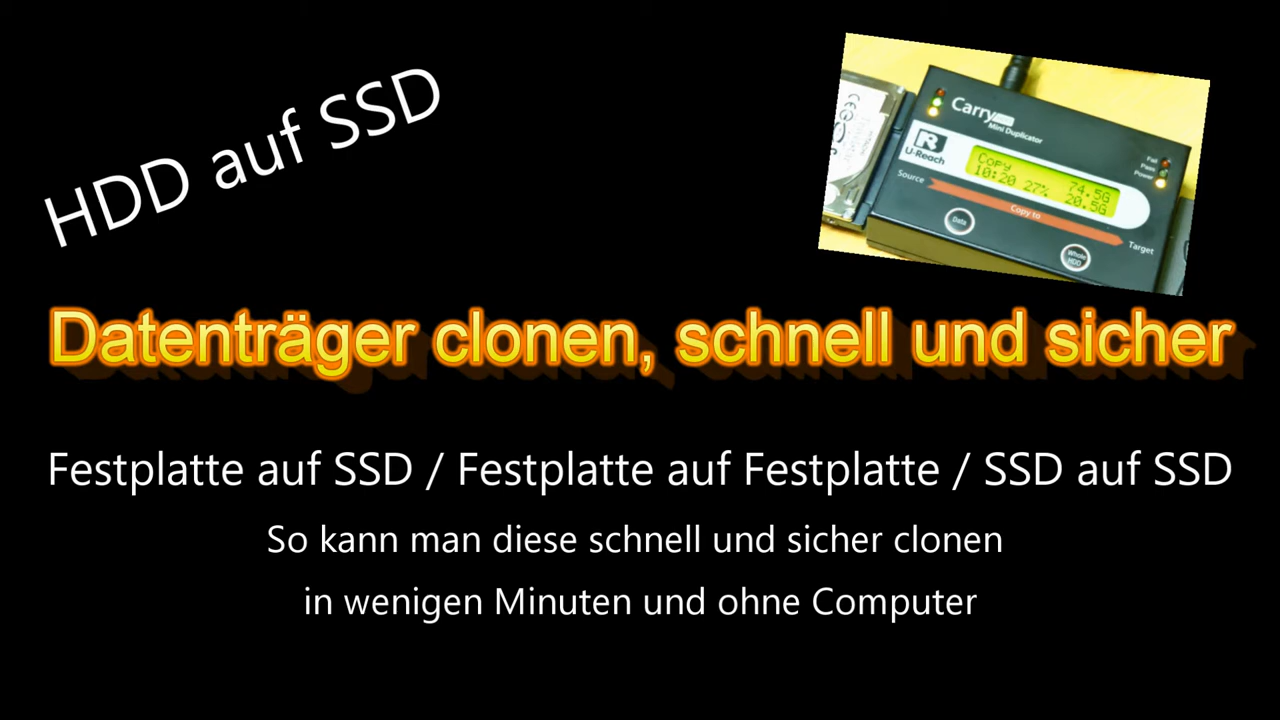 HDD auf SSD
Carry
Mini Duplicator
U-Reach
Fail
Pass
Power
Copy 74.5G
10:20 27% 20.5G
Source
Copy to
Target
Data
Whole
HDD
Datenträger clonen, schnell und sicher
Festplatte auf SSD / Festplatte auf Festplatte / SSD auf SSD
So kann man diese schnell und sicher clonen
in wenigen Minuten und ohne Computer